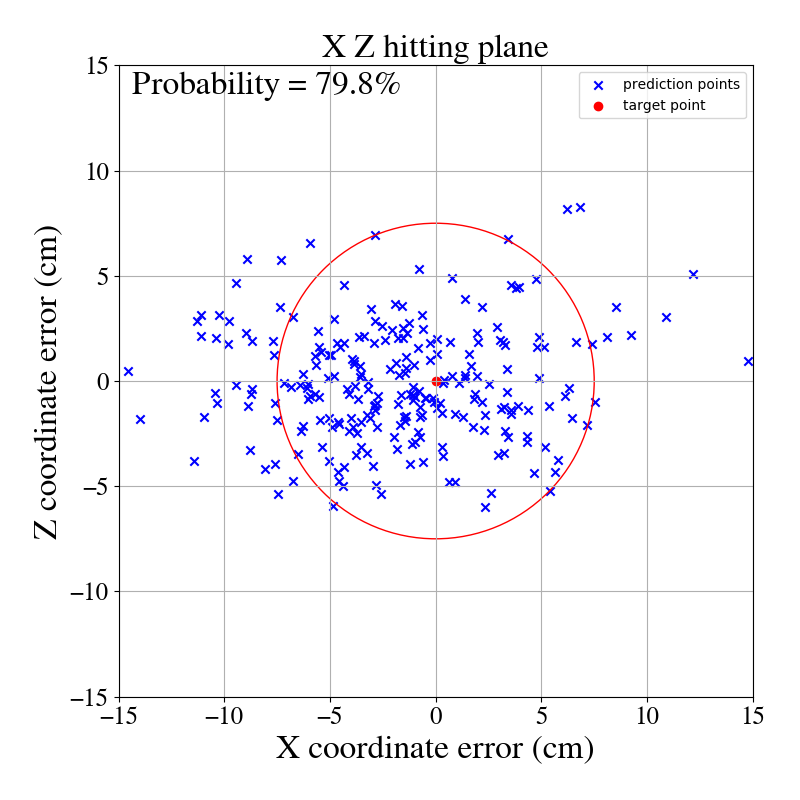 X Z hitting plane
Probability = 79.8%
prediction points
target point
15
10
5
0
−5
−10
−15
Z coordinate error (cm)
−15 −10 −5 0 5 10 15
X coordinate error (cm)